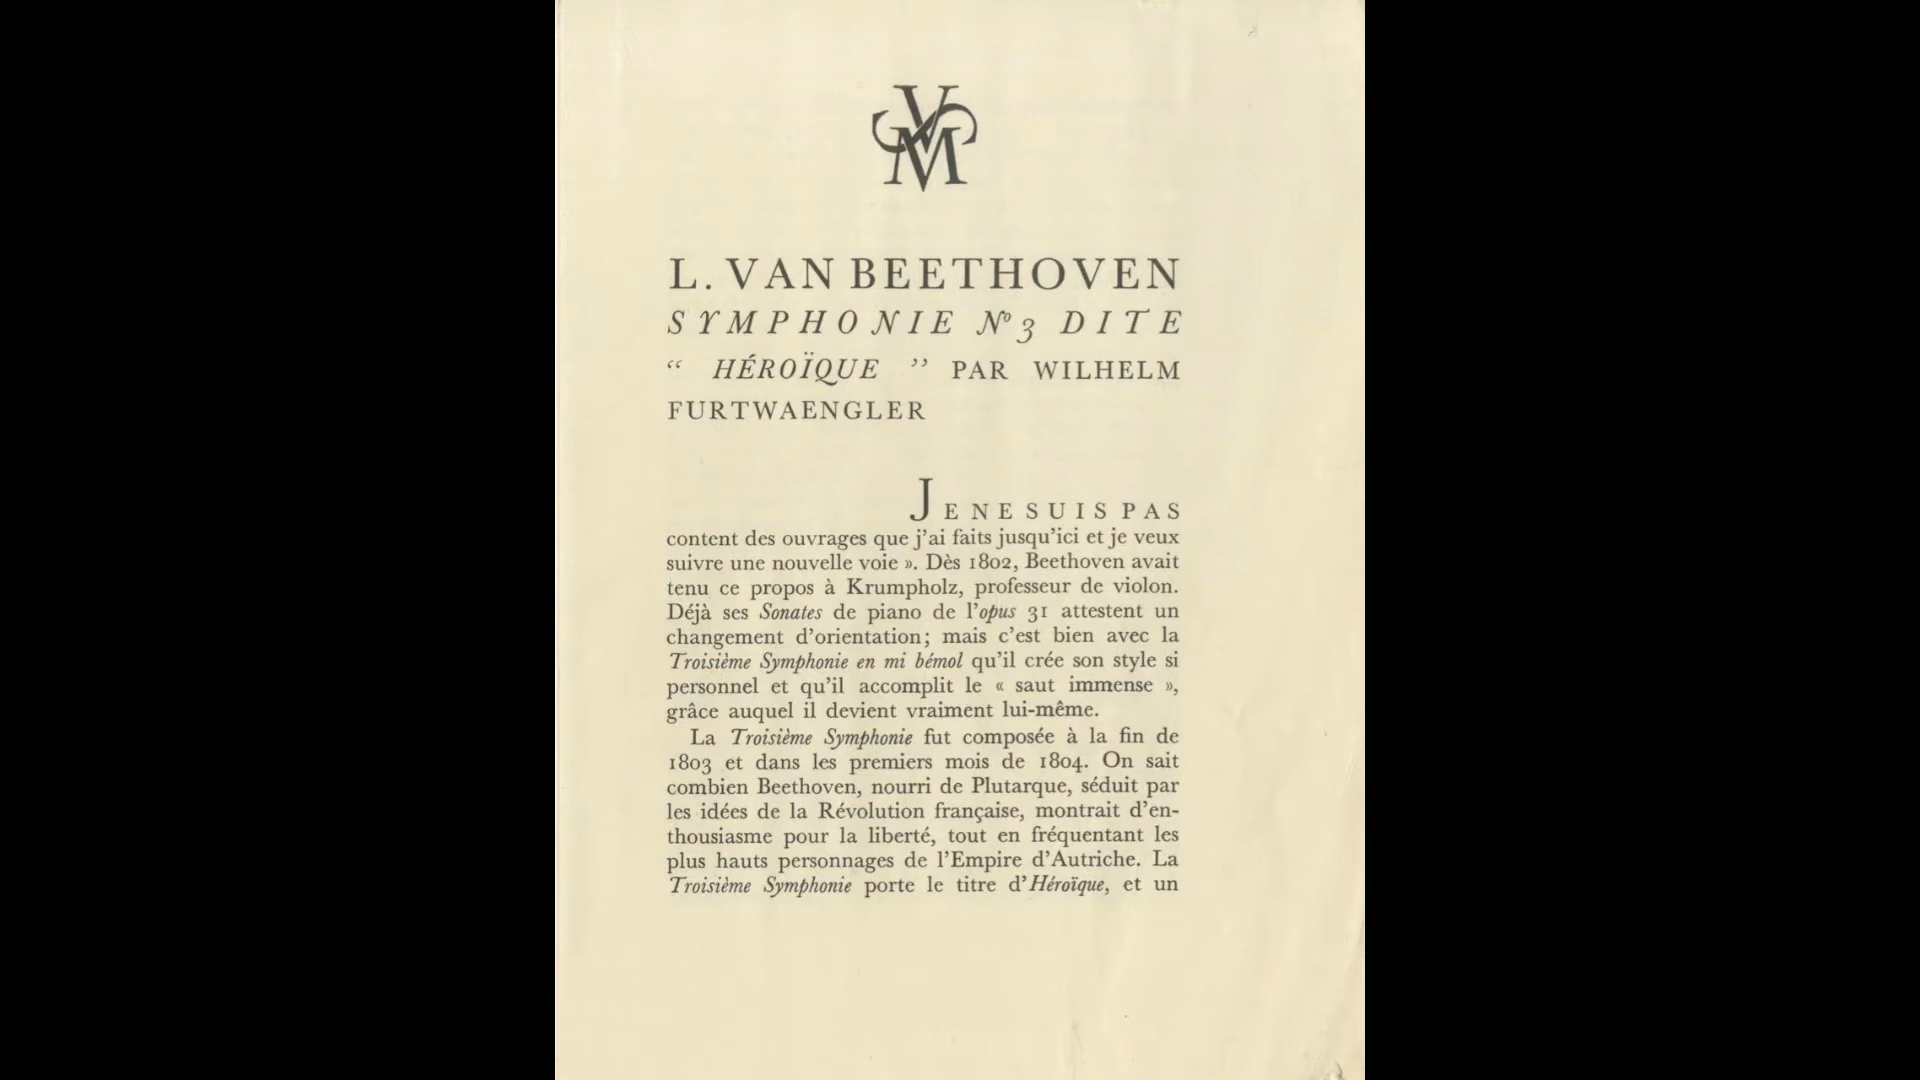 VSM
L. VAN BEETHOVEN
SYMPHONIE Nº 3 DITE
“ HÉROÏQUE ” PAR WILHELM
FURTWAENGLER
JE NE SUIS PAS
content des ouvrages que j’ai faits jusqu’ici et je veux
suivre une nouvelle voie ». Dès 1802, Beethoven avait
tenu ce propos à Krumpholz, professeur de violon.
Déjà ses Sonates de piano de l’opus 31 attestent un
changement d’orientation; mais c’est bien avec la
Troisième Symphonie en mi bémol qu’il crée son style si
personnel et qu’il accomplit le « saut immense »,
grâce auquel il devient vraiment lui-même.
La Troisième Symphonie fut composée à la fin de
1803 et dans les premiers mois de 1804. On sait
combien Beethoven, nourri de Plutarque, séduit par
les idées de la Révolution française, montrait d’en-
thousiasme pour la liberté, tout en fréquentant les
plus hauts personnages de l’Empire d’Autriche. La
Troisième Symphonie porte le titre d’Héroïque, et un